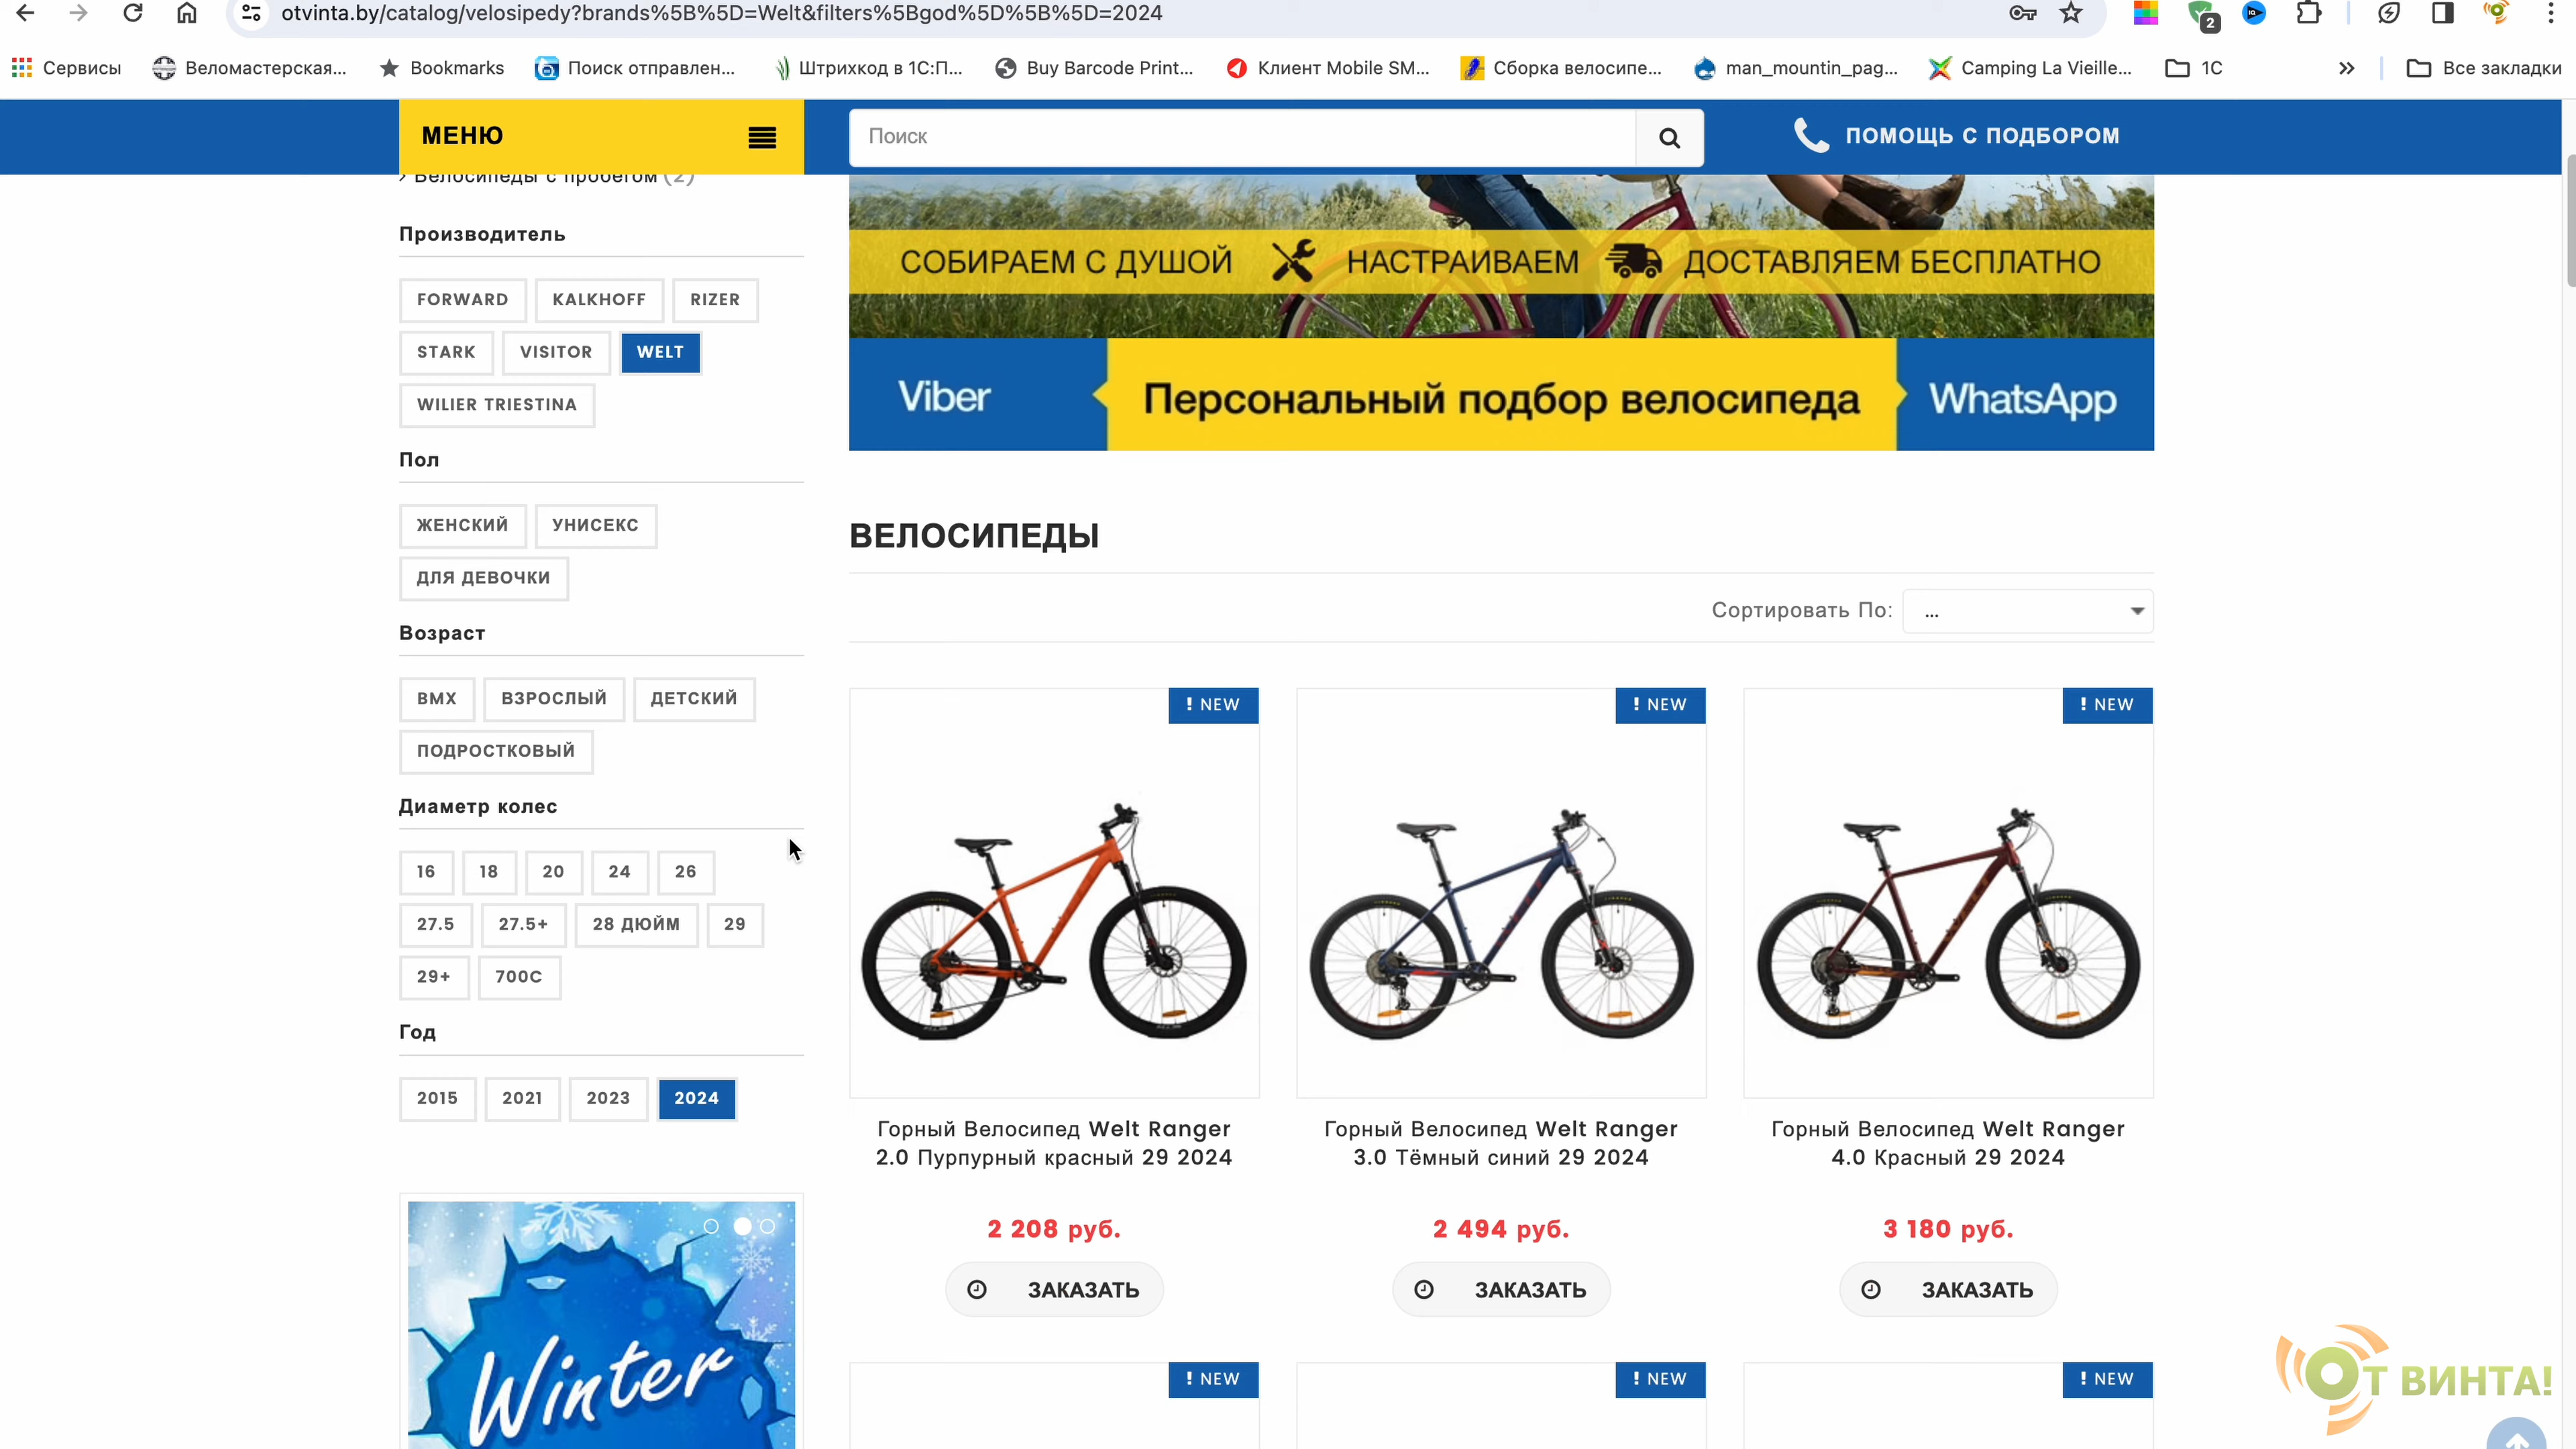 otvinta.by/catalog/velosipedy?brands%5B%5D=Welt&filters%5Bgod%5D%5B%5D=2024
2
Сервисы
Веломастерская...
Bookmarks
Поиск отправлен...
Штрихкод в 1С:П...
Buy Barcode Print...
Клиент Mobile SM...
Сборка велосипе...
man_mountin_pag...
Camping La Vieille...
1С
Все закладки
МЕНЮ
Поиск
ПОМОЩЬ С ПОДБОРОМ
Велосипеды с пробегом (2)
Производитель
FORWARD
KALKHOFF
RIZER
STARK
VISITOR
WELT
WILIER TRIESTINA
Пол
ЖЕНСКИЙ
УНИСЕКС
ДЛЯ ДЕВОЧКИ
Возраст
BMX
ВЗРОСЛЫЙ
ДЕТСКИЙ
ПОДРОСТКОВЫЙ
Диаметр колес
16
18
20
24
26
27.5
27.5+
28 ДЮЙМ
29
29+
700C
Год
2015
2021
2023
2024
Winter
СОБИРАЕМ С ДУШОЙ
НАСТРАИВАЕМ
ДОСТАВЛЯЕМ БЕСПЛАТНО
Viber
Персональный подбор велосипеда
WhatsApp
ВЕЛОСИПЕДЫ
Сортировать По:
...
! NEW
! NEW
! NEW
Горный Велосипед Welt Ranger
2.0 Пурпурный красный 29 2024
2 208 руб.
ЗАКАЗАТЬ
Горный Велосипед Welt Ranger
3.0 Тёмный синий 29 2024
2 494 руб.
ЗАКАЗАТЬ
Горный Велосипед Welt Ranger
4.0 Красный 29 2024
3 180 руб.
ЗАКАЗАТЬ
! NEW
! NEW
! NEW
ОТ ВИНТА!